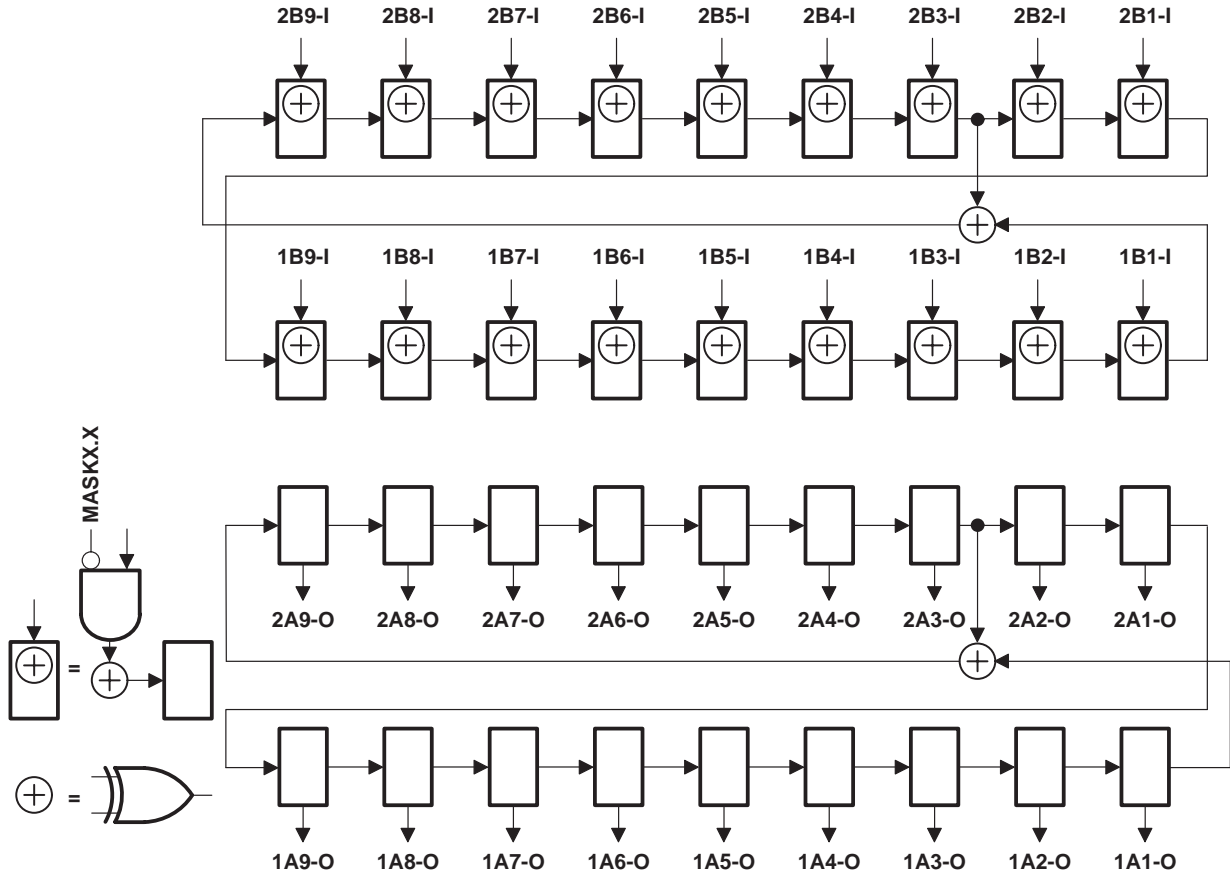 2B9-I 2B8-I 2B7-I 2B6-I 2B5-I 2B4-I 2B3-I 2B2-I 2B1-I
1B9-I 1B8-I 1B7-I 1B6-I 1B5-I 1B4-I 1B3-I 1B2-I 1B1-I
MASKX.X
2A9-O 2A8-O 2A7-O 2A6-O 2A5-O 2A4-O 2A3-O 2A2-O 2A1-O
=
=
1A9-O 1A8-O 1A7-O 1A6-O 1A5-O 1A4-O 1A3-O 1A2-O 1A1-O